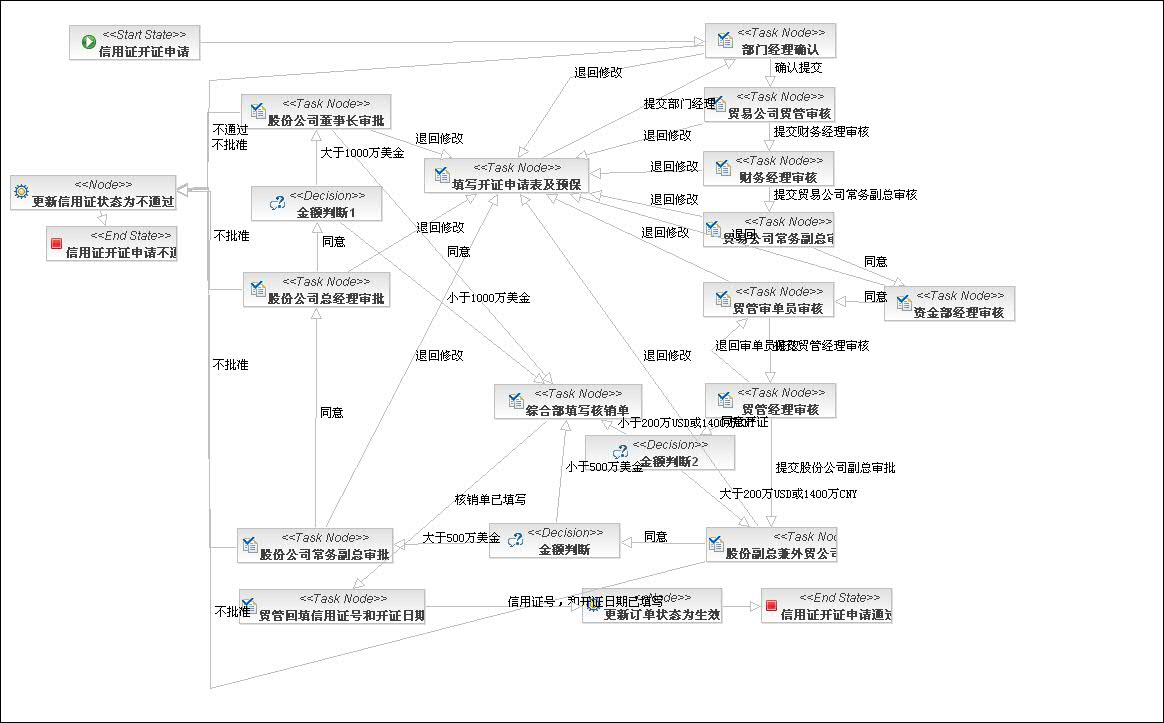 <<Start State>>
信用证开证申请
<<Task Node>>
部门经理确认
退回修改
确认提交
<<Task Node>>
股份公司董事长审批
提交部门经理
<<Task Node>>
贸易公司贸管审核
不通过
不批准
退回修改
退回修改
提交财务经理审核
大于1000万美金
<<Task Node>>
填写开证申请表及预保
退回修改
<<Task Node>>
财务经理审核
<<Node>>
更新信用证状态为不通过
<<Decision>>
金额判断1
退回修改
提交贸易公司常务副总审核
<<End State>>
信用证开证申请不通
不批准
同意
退回修改
同意
退回修改
退回
<<Task Node>>
贸易公司常务副总审
同意
<<Task Node>>
股份公司总经理审批
小于1000万美金
<<Task Node>>
贸管审单员审核
同意
<<Task Node>>
资金部经理审核
不批准
退回修改
退回修改
退回审单员修改
提交贸管经理审核
同意
<<Task Node>>
综合部填写核销单
<<Task Node>>
贸管经理审核
小于200万USD或1400万CNY
同意开证
<<Decision>>
金额判断2
小于500万美金
提交股份公司副总审批
核销单已填写
大于200万USD或1400万CNY
<<Task Node>>
股份公司常务副总审批
大于500万美金
<<Decision>>
金额判断
同意
<<Task Noc
股份副总兼外贸公司
不批准
<<Task Node>>
贸管回填信用证号和开证日期
信用证号，和开证日期已填写
<<Node>>
更新订单状态为生效
<<End State>>
信用证开证申请通过